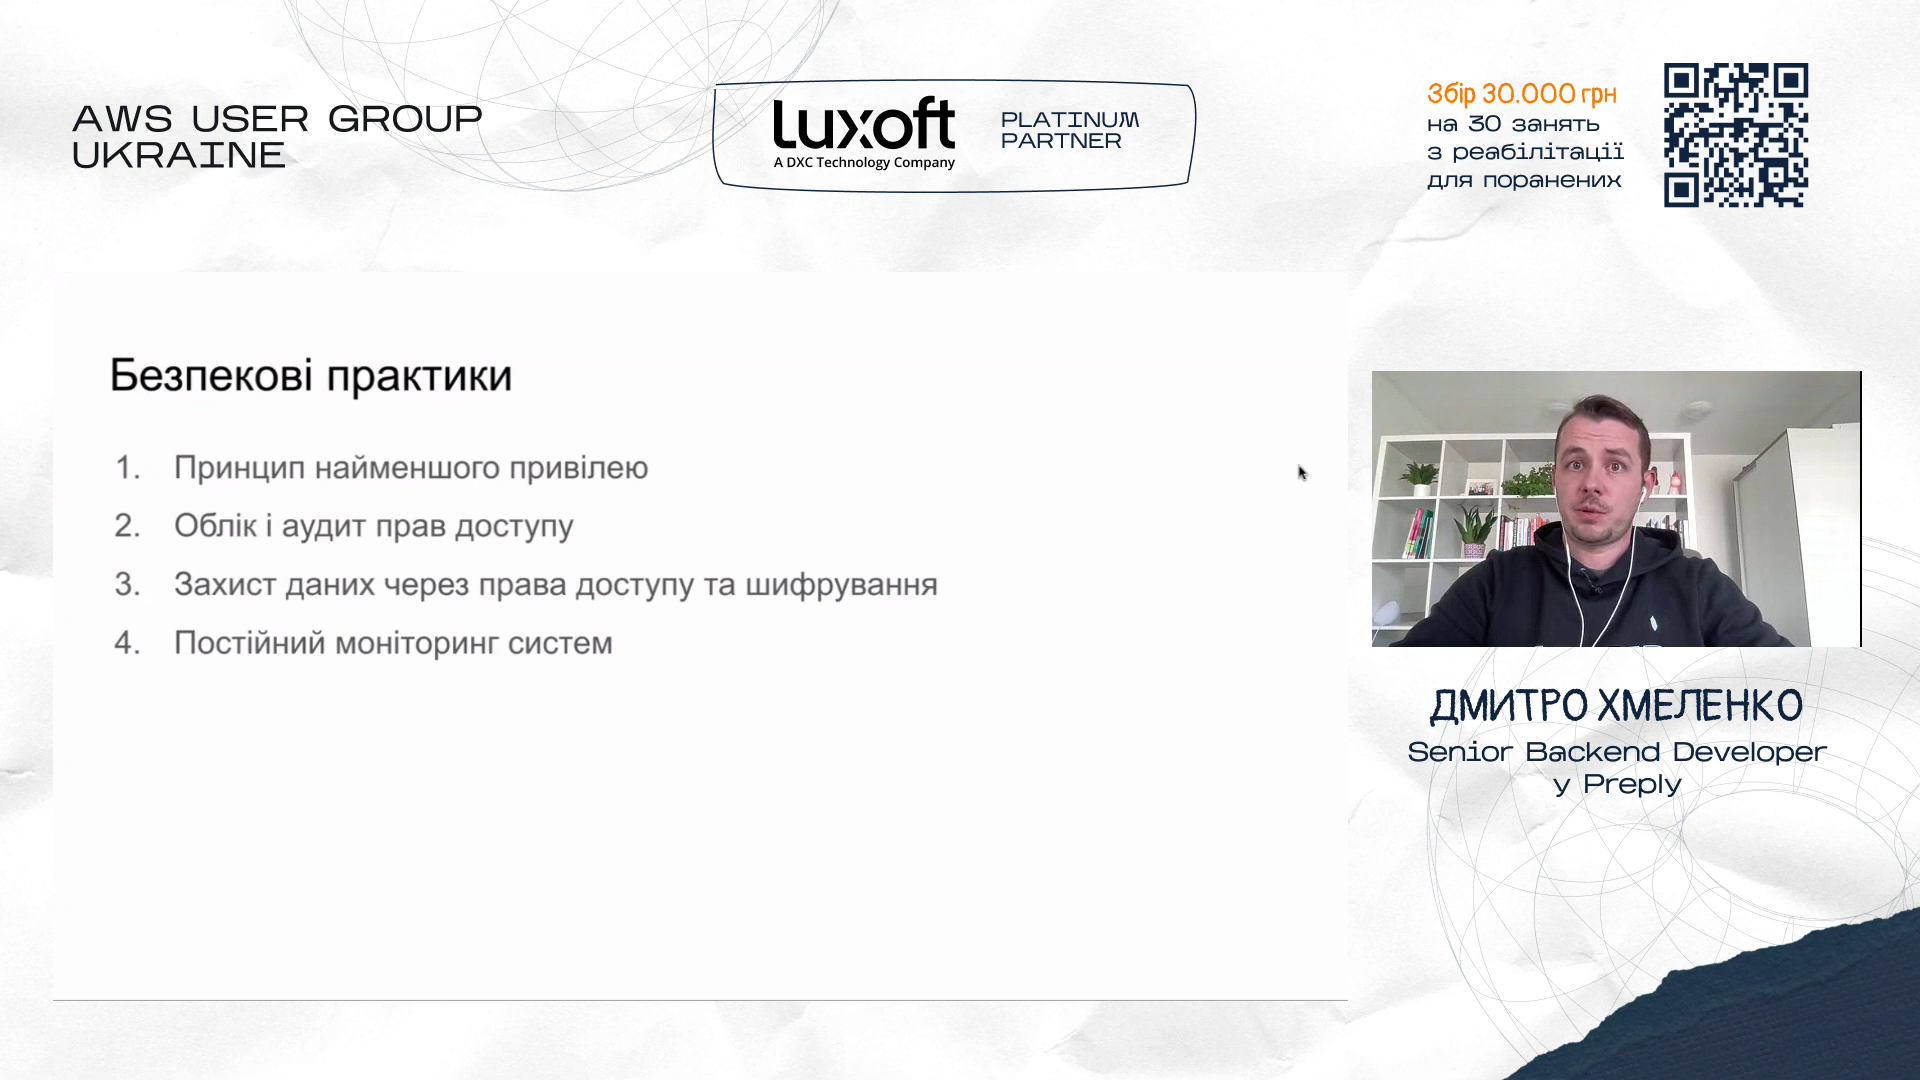 AWS USER GROUP
UKRAINE
luxoft
A DXC Technology Company
PLATINUM
PARTNER
Збір 30.000 грн
на 30 занять
з реабілітації
для поранених
Безпекові практики
1. Принцип найменшого привілею
2. Облік і аудит прав доступу
3. Захист даних через права доступу та шифрування
4. Постійний моніторинг систем
ДМИТРО ХМЕЛЕНКО
Senior Backend Developer
у Preply